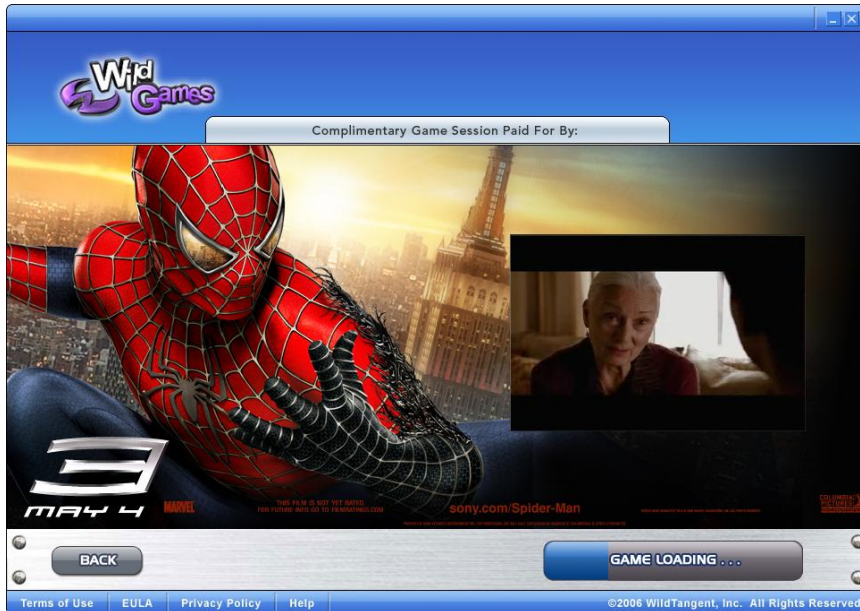 Wild
Games
Complimentary Game Session Paid For By:
3
MAY 4
MARVEL
THIS FILM IS NOT YET RATED.
FOR FUTURE INFO GO TO FILMRATINGS.COM
sony.com/Spider-Man
COLUMBIA
PICTURES
BACK
GAME LOADING . . .
Terms of Use
EULA
Privacy Policy
Help
©2006 WildTangent, Inc. All Rights Reserved